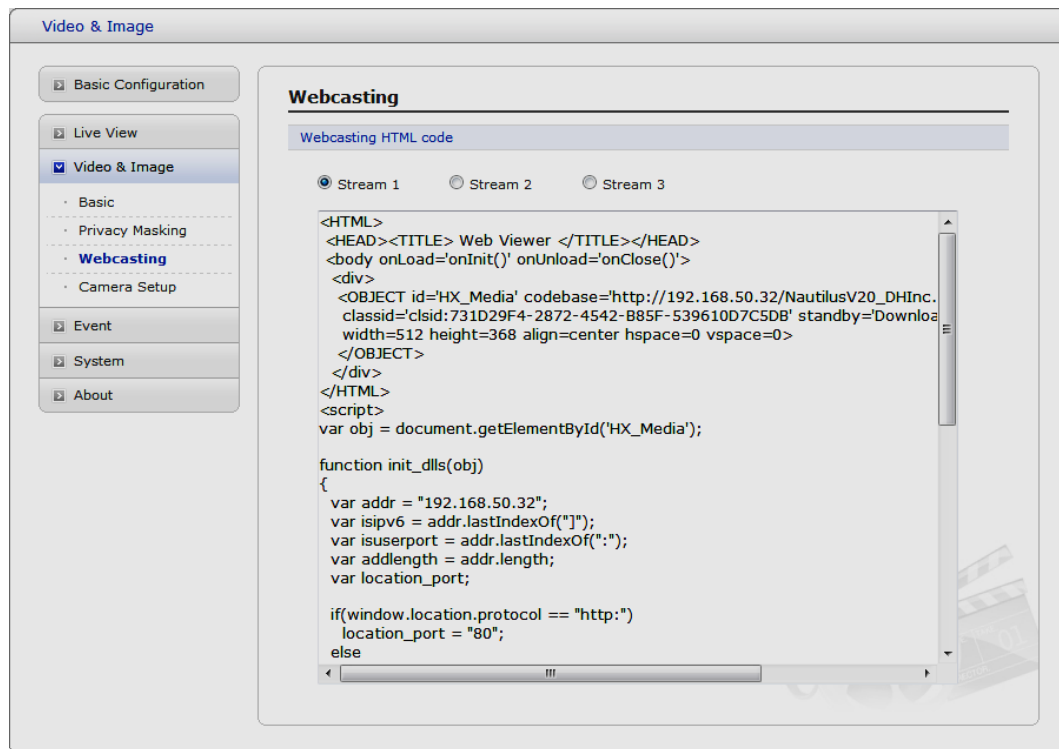 Video & Image
Basic Configuration
Live View
Video & Image
Basic
Privacy Masking
Webcasting
Camera Setup
Event
System
About
Webcasting
Webcasting HTML code
Stream 1 Stream 2 Stream 3
<HTML>
<HEAD><TITLE> Web Viewer </TITLE></HEAD>
<body onLoad='onInit()' onUnload='onClose()'>
<div>
<OBJECT id='HX_Media' codebase='http://192.168.50.32/NautilusV20_DHInc.
classid='clsid:731D29F4-2872-4542-B85F-539610D7C5DB' standby='Downloa
width=512 height=368 align=center hspace=0 vspace=0>
</OBJECT>
</div>
</HTML>
<script>
var obj = document.getElementById('HX_Media');
function init_dlls(obj)
{
var addr = "192.168.50.32";
var isipv6 = addr.lastIndexOf("]");
var isuserport = addr.lastIndexOf(":");
var addlength = addr.length;
var location_port;
if(window.location.protocol == "http:")
location_port = "80";
else
01